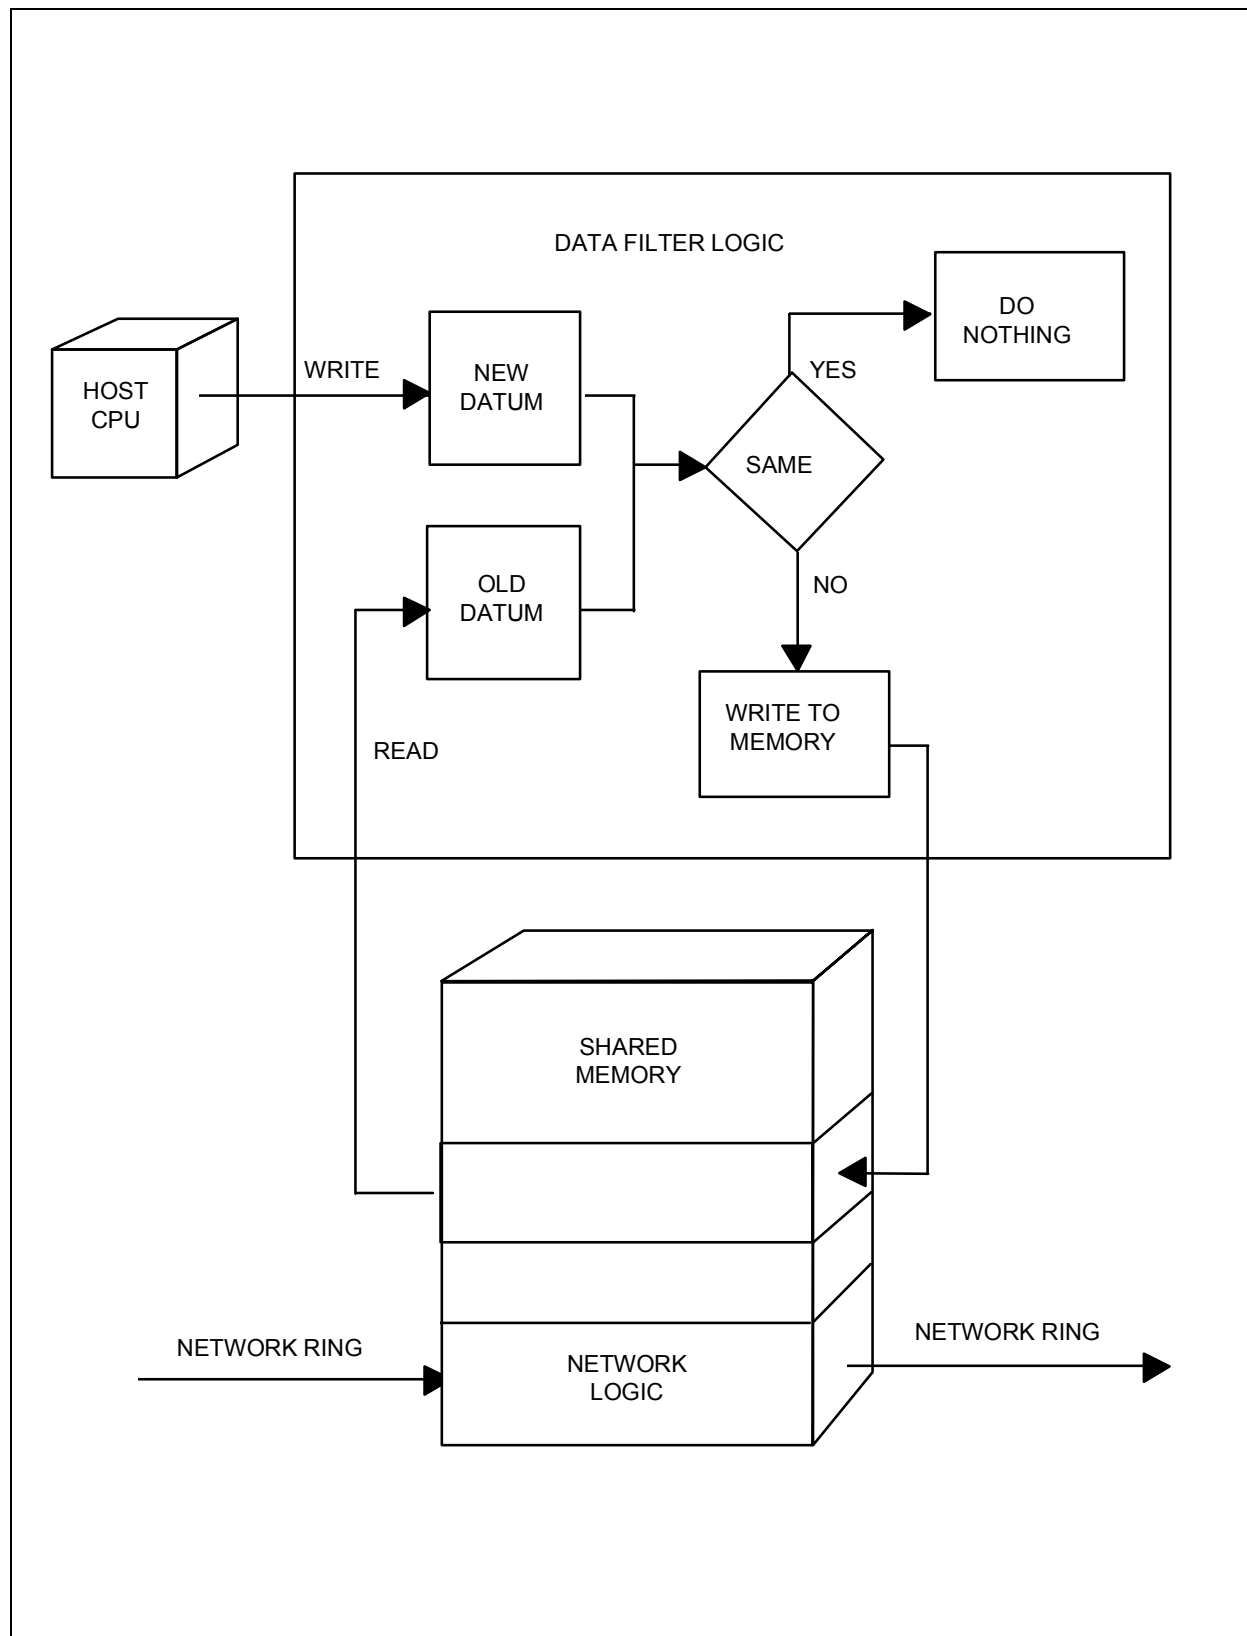 DATA FILTER LOGIC
DO
NOTHING
HOST
CPU
WRITE
NEW
DATUM
YES
SAME
OLD
DATUM
NO
WRITE TO
MEMORY
READ
SHARED
MEMORY
NETWORK RING
NETWORK
LOGIC
NETWORK RING